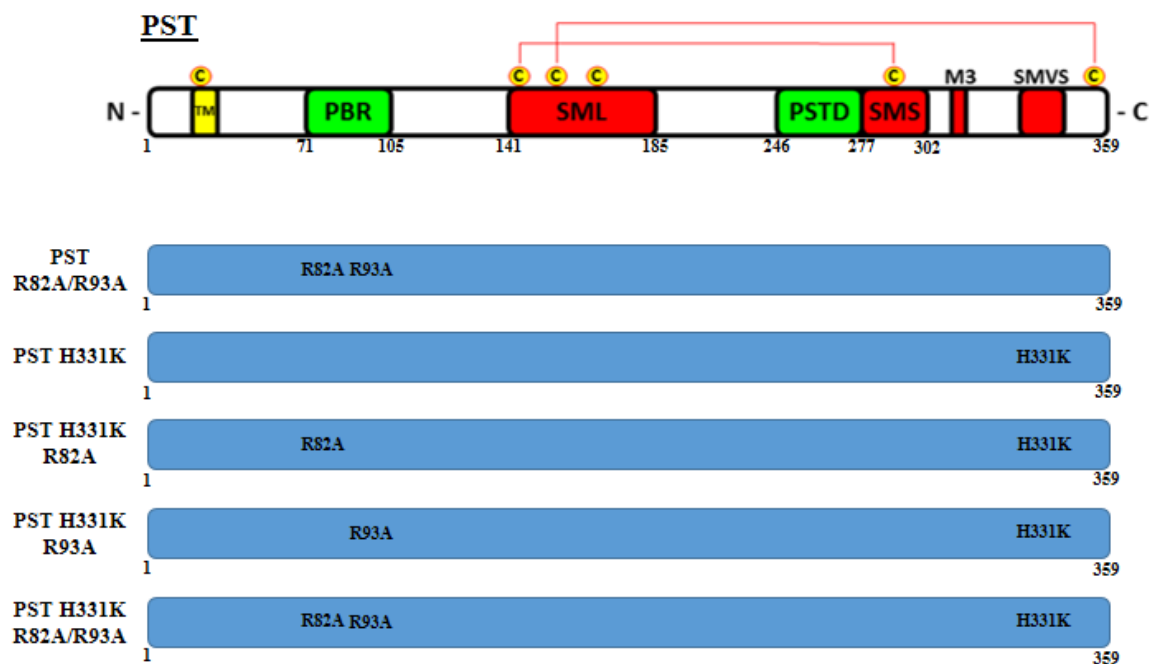 PST
C C C C C C
M3 SMVS
N - TM PBR SML PSTD SMS - C
1 71 105 141 185 246 277 302 359
PST
R82A/R93A
R82A R93A
1 359
PST H331K
H331K
1 359
PST H331K
R82A
R82A H331K
1 359
PST H331K
R93A
R93A H331K
1 359
PST H331K
R82A/R93A
R82A R93A H331K
1 359